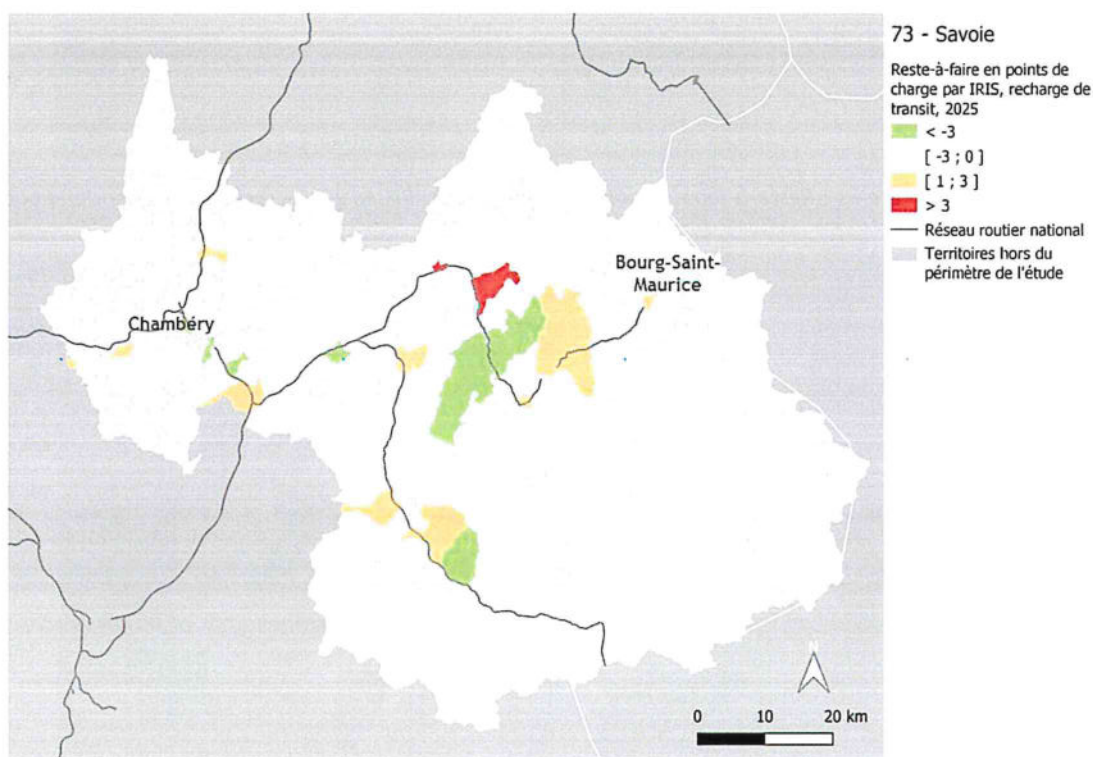 73 - Savoie
Reste-à-faire en points de
charge par IRIS, recharge de
transit, 2025
< -3
[ -3 ; 0 ]
[ 1 ; 3 ]
> 3
Réseau routier national
Territoires hors du
périmètre de l'étude
Bourg-Saint-
Maurice
Chambéry
N
0 10 20 km